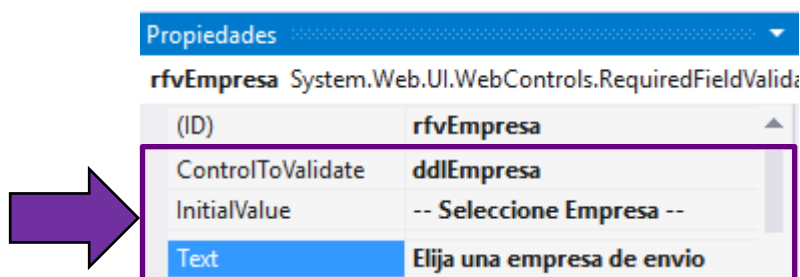 Propiedades
rfvEmpresa System.Web.UI.WebControls.RequiredFieldValida
(ID) rfvEmpresa
ControlToValidate ddlEmpresa
InitialValue -- Seleccione Empresa --
Text Elija una empresa de envio